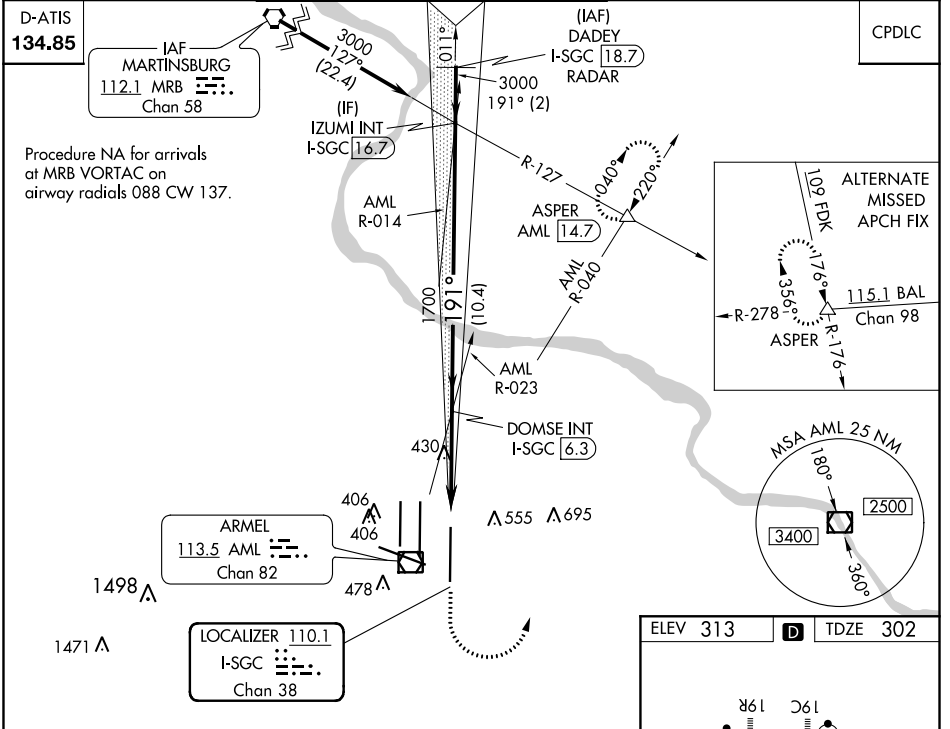 D-ATIS
134.85
IAF
MARTINSBURG
112.1 MRB
Chan 58
3000
127°
(22.4)
011°
(IAF)
DADEY
I-SGC 18.7
RADAR
3000
191° (2)
CPDLC
(IF)
IZUMI INT
I-SGC 16.7
Procedure NA for arrivals
at MRB VORTAC on
airway radials 088 CW 137.
AML
R-014
R-127
040°
220°
ASPER
AML 14.7
AML
R-040
1700
191°
(10.4)
AML
R-023
DOMSE INT
I-SGC 6.3
ALTERNATE
MISSED
APCH FIX
109 FDK
176°
356°
115.1 BAL
Chan 98
R-278
ASPER
R-176
MSA AML 25 NM
180°
2500
3400
360°
430
406
406
555
695
ARMEL
113.5 AML
Chan 82
478
1498
1471
LOCALIZER 110.1
I-SGC
Chan 38
ELEV 313
D
TDZE 302
19R
19C